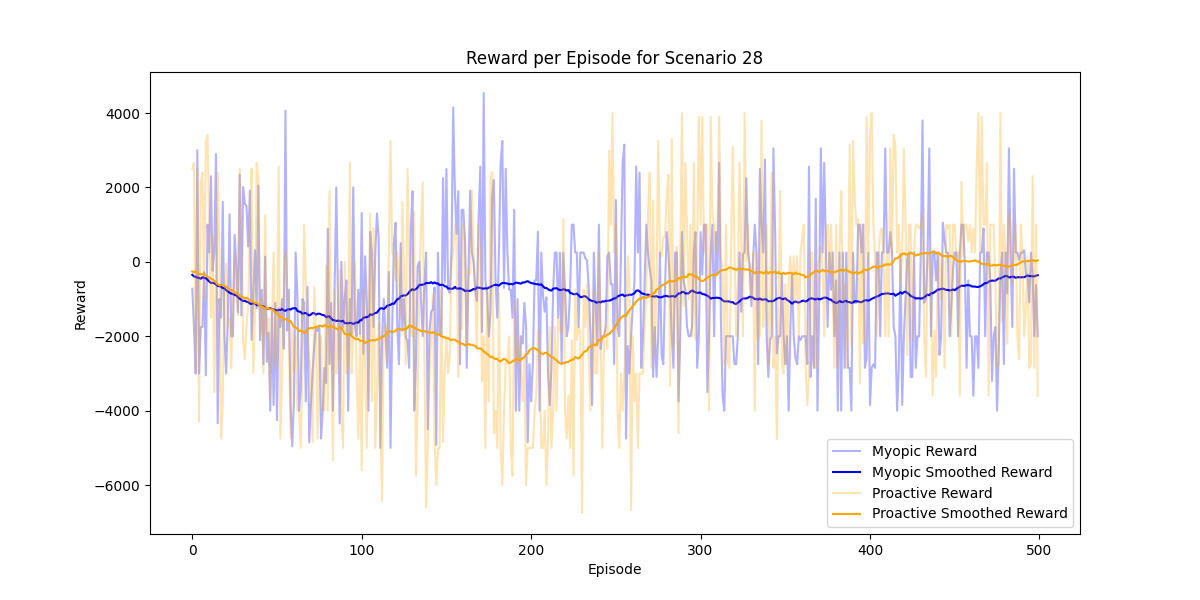 Reward per Episode for Scenario 28
4000
2000
0
−2000
−4000
−6000
Reward
0
100
200
300
400
500
Episode
Myopic Reward
Myopic Smoothed Reward
Proactive Reward
Proactive Smoothed Reward